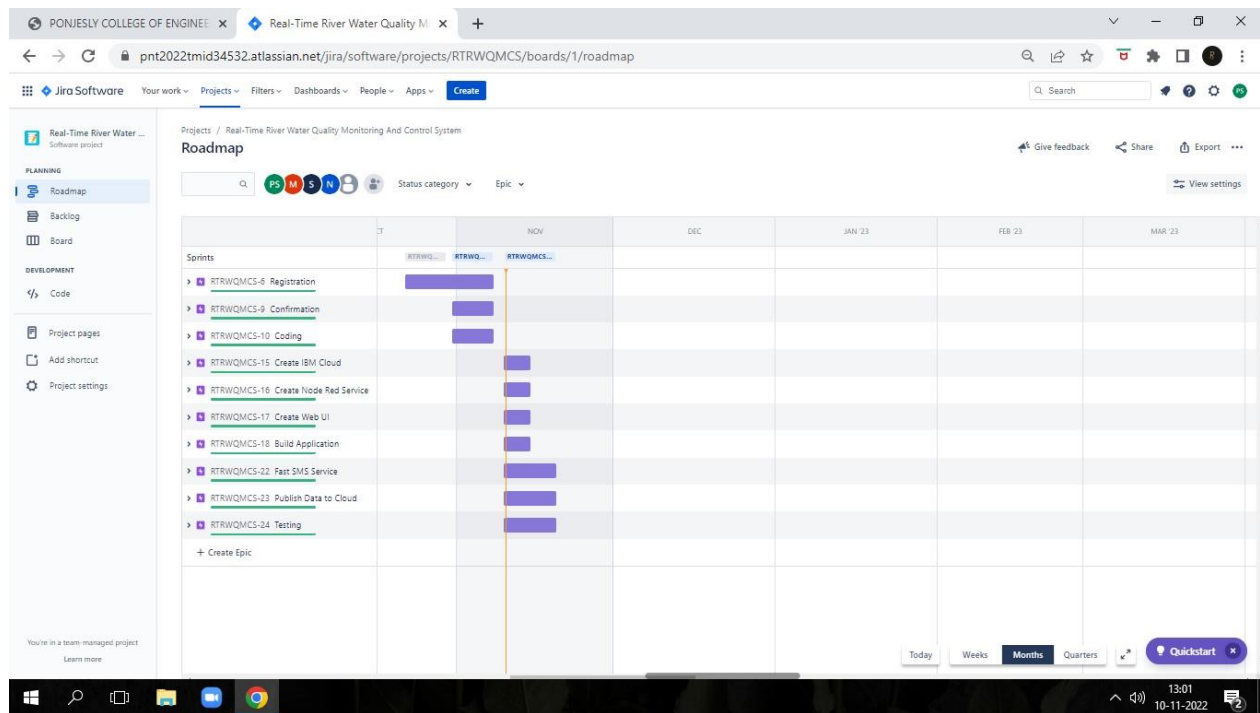 PONJESLY COLLEGE OF ENGINEE
Real-Time River Water Quality Mo
pnt2022tmid34532.atlassian.net/jira/software/projects/RTRWQMCS/boards/1/roadmap
Jira Software Your work Projects Filters Dashboards People Apps Create Search PS
Real-Time River Water ...
Software project
PLANNING
Roadmap
Backlog
Board
DEVELOPMENT
Code
Project pages
Add shortcut
Project settings
You're in a team-managed project
Learn more
Projects / Real-Time River Water Quality Monitoring And Control System
Roadmap
Give feedback Share Export
PS M S N Status category Epic View settings
NOV DEC JAN '23 FEB '23 MAR '23
Sprints RTRWQ... RTRWQ... RTRWQMCS...
RTRWQMCS-6 Registration
RTRWQMCS-9 Confirmation
RTRWQMCS-10 Coding
RTRWQMCS-15 Create IBM Cloud
RTRWQMCS-16 Create Node Red Service
RTRWQMCS-17 Create Web UI
RTRWQMCS-18 Build Application
RTRWQMCS-22 Fast SMS Service
RTRWQMCS-23 Publish Data to Cloud
RTRWQMCS-24 Testing
+ Create Epic
Today Weeks Months Quarters Quickstart
13:01
10-11-2022
2